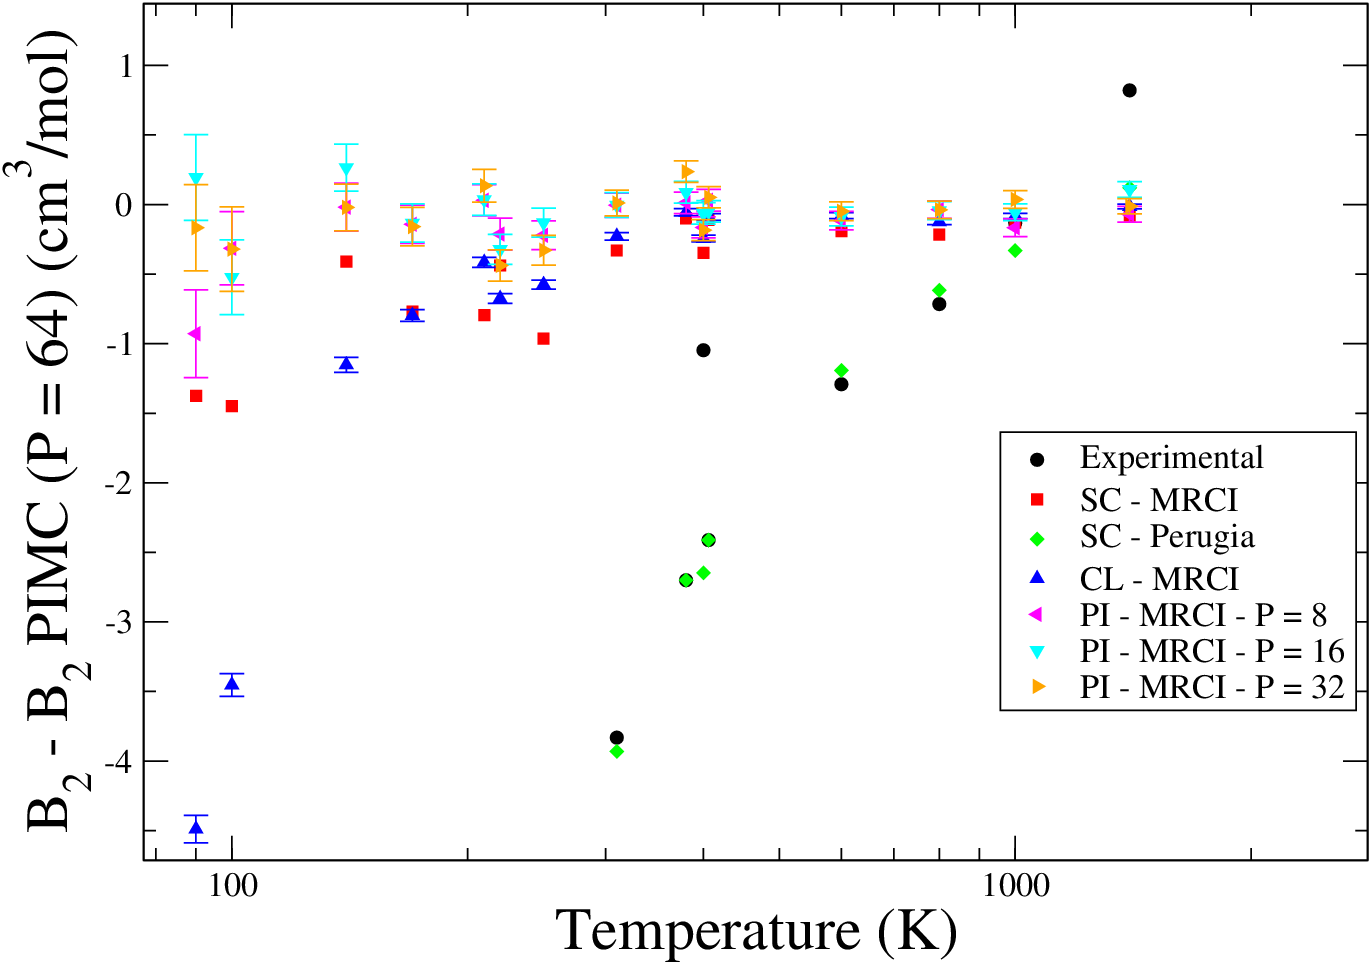 B₂ - B₂ PIMC (P = 64) (cm³/mol)
1
0
-1
-2
-3
-4
100
1000
Temperature (K)
Experimental
SC - MRCI
SC - Perugia
CL - MRCI
PI - MRCI - P = 8
PI - MRCI - P = 16
PI - MRCI - P = 32